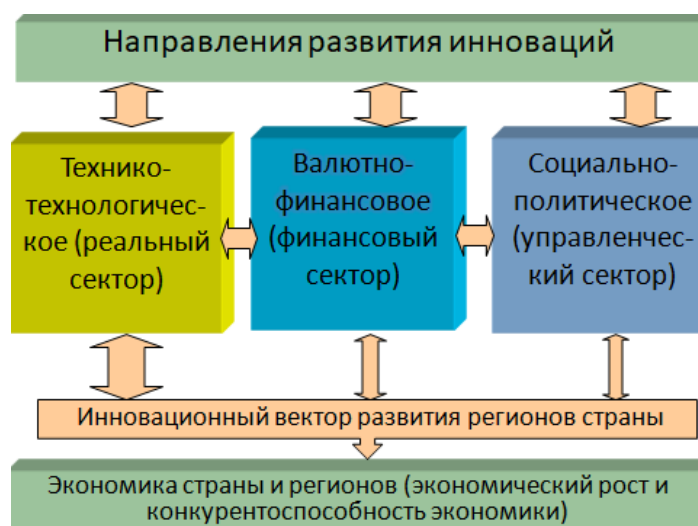 Направления развития инноваций
Технико-
технологичес-
кое (реальный
сектор)
Валютно-
финансовое
(финансовый
сектор)
Социально-
политическое
(управленчес-
кий сектор)
Инновационный вектор развития регионов страны
Экономика страны и регионов (экономический рост и
конкурентоспособность экономики)